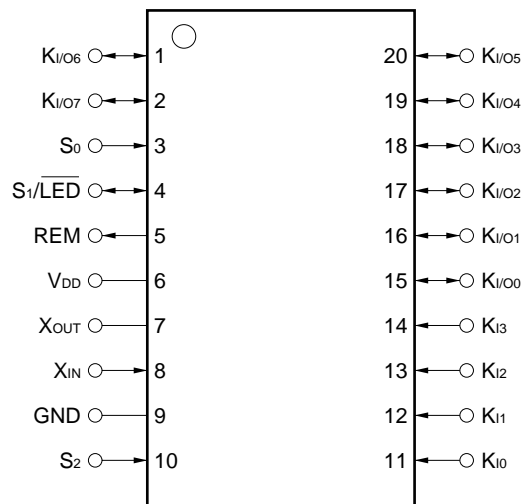 KI/O6 1 20 KI/O5
KI/O7 2 19 KI/O4
S0 3 18 KI/O3
S1/LED 4 17 KI/O2
REM 5 16 KI/O1
VDD 6 15 KI/O0
XOUT 7 14 KI3
XIN 8 13 KI2
GND 9 12 KI1
S2 10 11 KI0